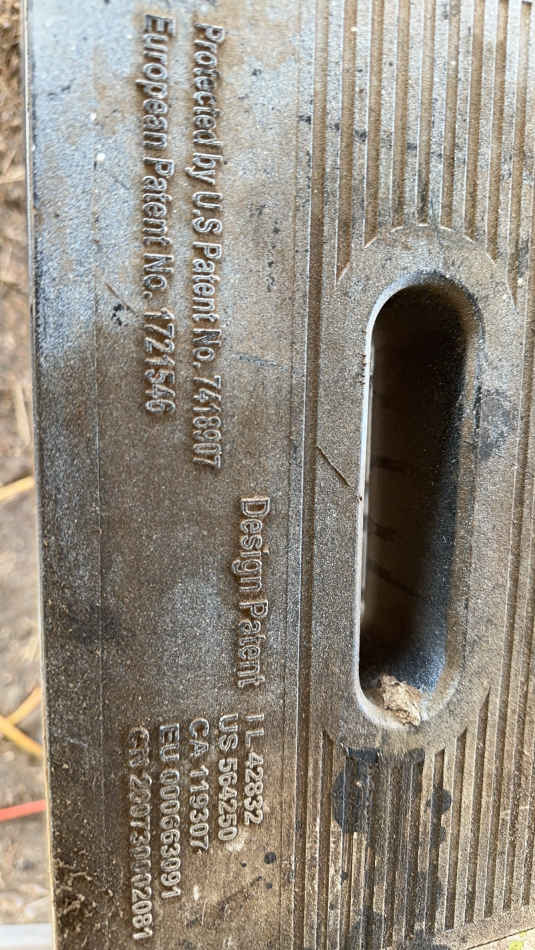 Protected by U.S Patent No. 7418907
European Patent No. 1721546
Design Patent
IL 42832
US 564250
CA 119307
EU 000663091
CN 200730002081